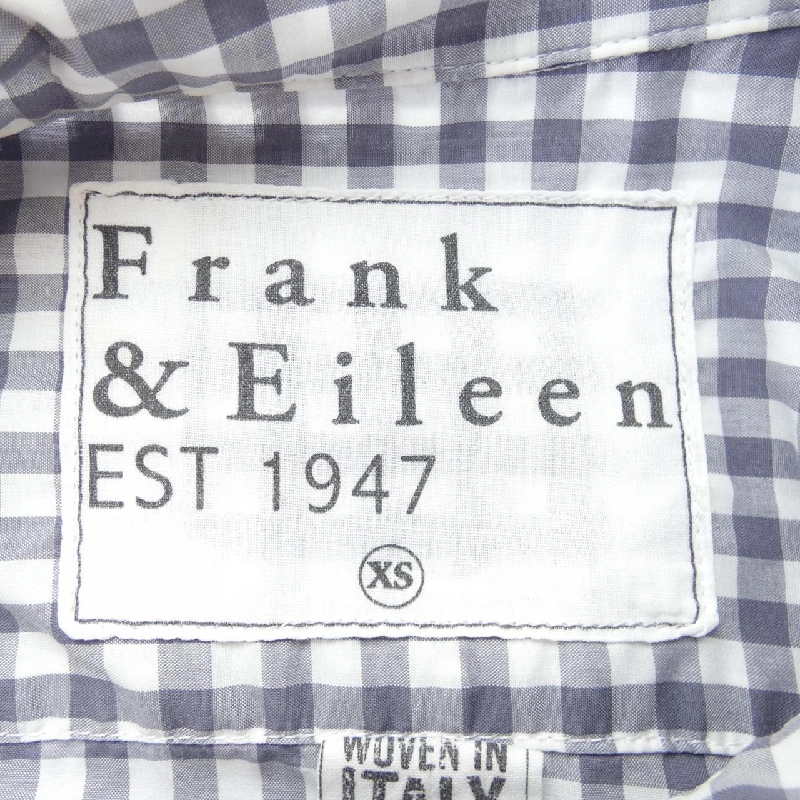 Frank
& Eileen
EST 1947
XS
WOVEN IN
ITALY